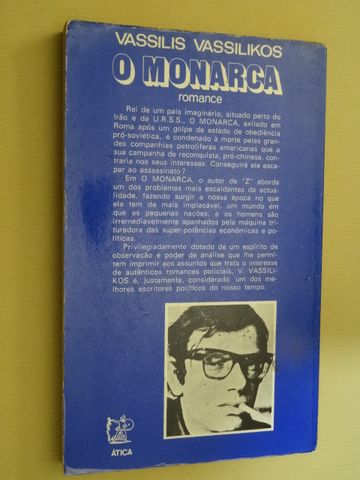 VASSILIS VASSILIKOS
O MONARCA
romance
Rei de um país imaginário, situado perto do
Irão e da U.R.S.S., O MONARCA, exilado em
Roma após um golpe de estado de obediência
pró-soviética, é condenado à morte pelas gran-
des companhias petrolíferas americanas que a
sua campanha de reconquista, pró-chinesa, con-
traria nos seus interesses. Conseguirá ele esca-
par ao assassinato?
Em O MONARCA, o autor de "Z" aborda
um dos problemas mais escaldantes da actua-
lidade, fazendo surgir a nossa época no que
ela tem de mais implacável, um mundo em
que as pequenas nações, e os homens são
irremediavelmente apanhados pela máquina tri-
turadora das super-potências económicas e po-
líticas.
Privilegiadamente dotado de um espírito de
observação e poder de análise que lhe permi-
tem imprimir aos assuntos que trata o interesse
de autênticos romances policiais, V. VASSILI-
KOS é, justamente, considerado um dos me-
lhores escritores políticos do nosso tempo.
ÁTICA